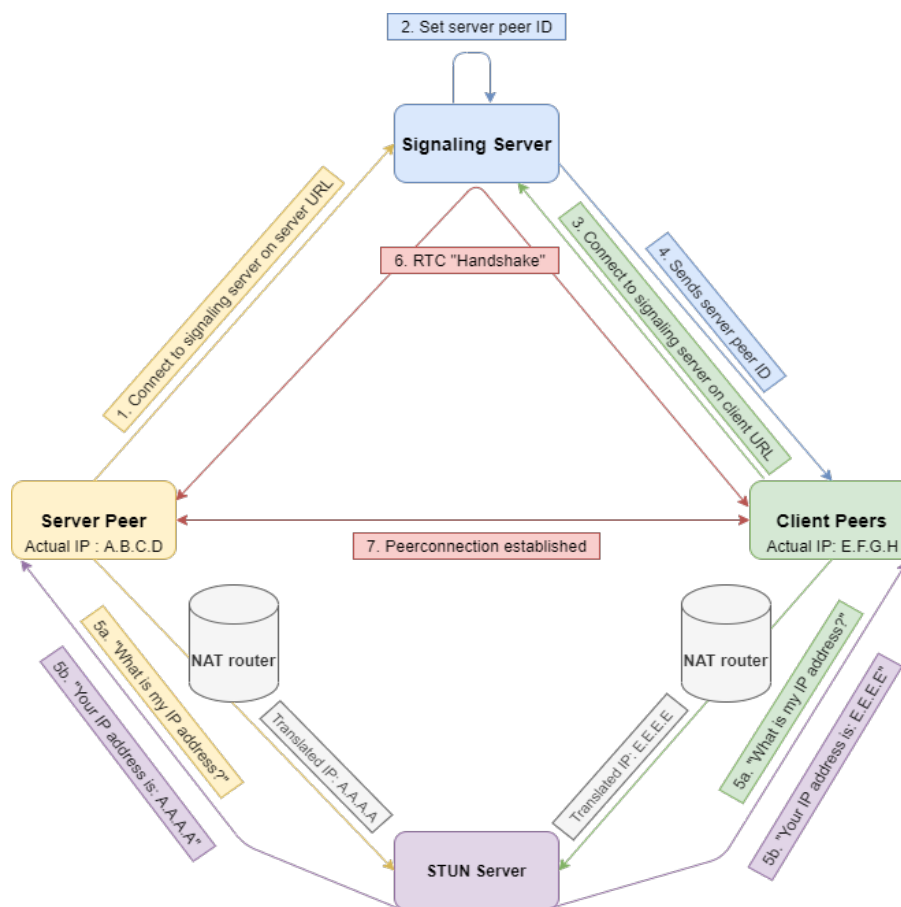 2. Set server peer ID
Signaling Server
1. Connect to signaling server on server URL
3. Connect to signaling server on client URL
4. Sends server peer ID
6. RTC "Handshake"
Server Peer
Actual IP : A.B.C.D
Client Peers
Actual IP: E.F.G.H
7. Peerconnection established
NAT router
NAT router
5a. "What is my IP address?"
5b. "Your IP address is: A.A.A.A"
Translated IP: A.A.A.A
Translated IP: E.E.E.E
5a. "What is my IP address?"
5b. "Your IP address is: E.E.E.E"
STUN Server